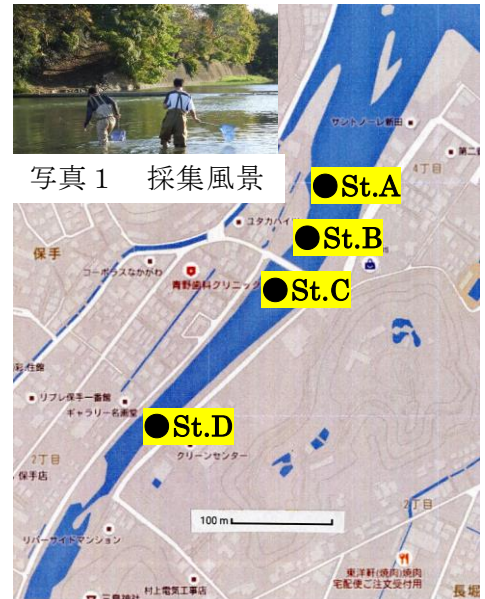 サントノーレ新田
第二
写真1 採集風景
4丁目
St.A
ユタカハイ
St.B
保手
コーポラスなかがわ
青野歯科クリニック
St.C
住館
リブレ保手一番館
ギャラリー名画堂
St.D
クリーンセンター
2丁目
保手店
100 m
2丁目
リバーサイドマンション
東洋軒(焼肉)焼肉
宅配便ご注文受付用
村上電気工事店
三島神社
長堀